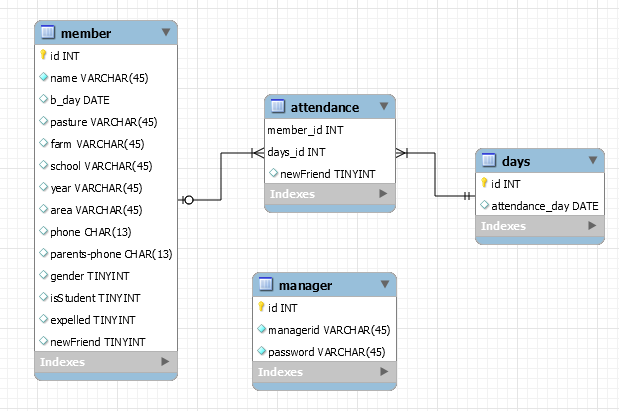 member
id INT
name VARCHAR(45)
b_day DATE
pasture VARCHAR(45)
farm VARCHAR(45)
school VARCHAR(45)
year VARCHAR(45)
area VARCHAR(45)
phone CHAR(13)
parents-phone CHAR(13)
gender TINYINT
isStudent TINYINT
expelled TINYINT
newFriend TINYINT
Indexes
attendance
member_id INT
days_id INT
newFriend TINYINT
Indexes
days
id INT
attendance_day DATE
Indexes
manager
id INT
managerid VARCHAR(45)
password VARCHAR(45)
Indexes